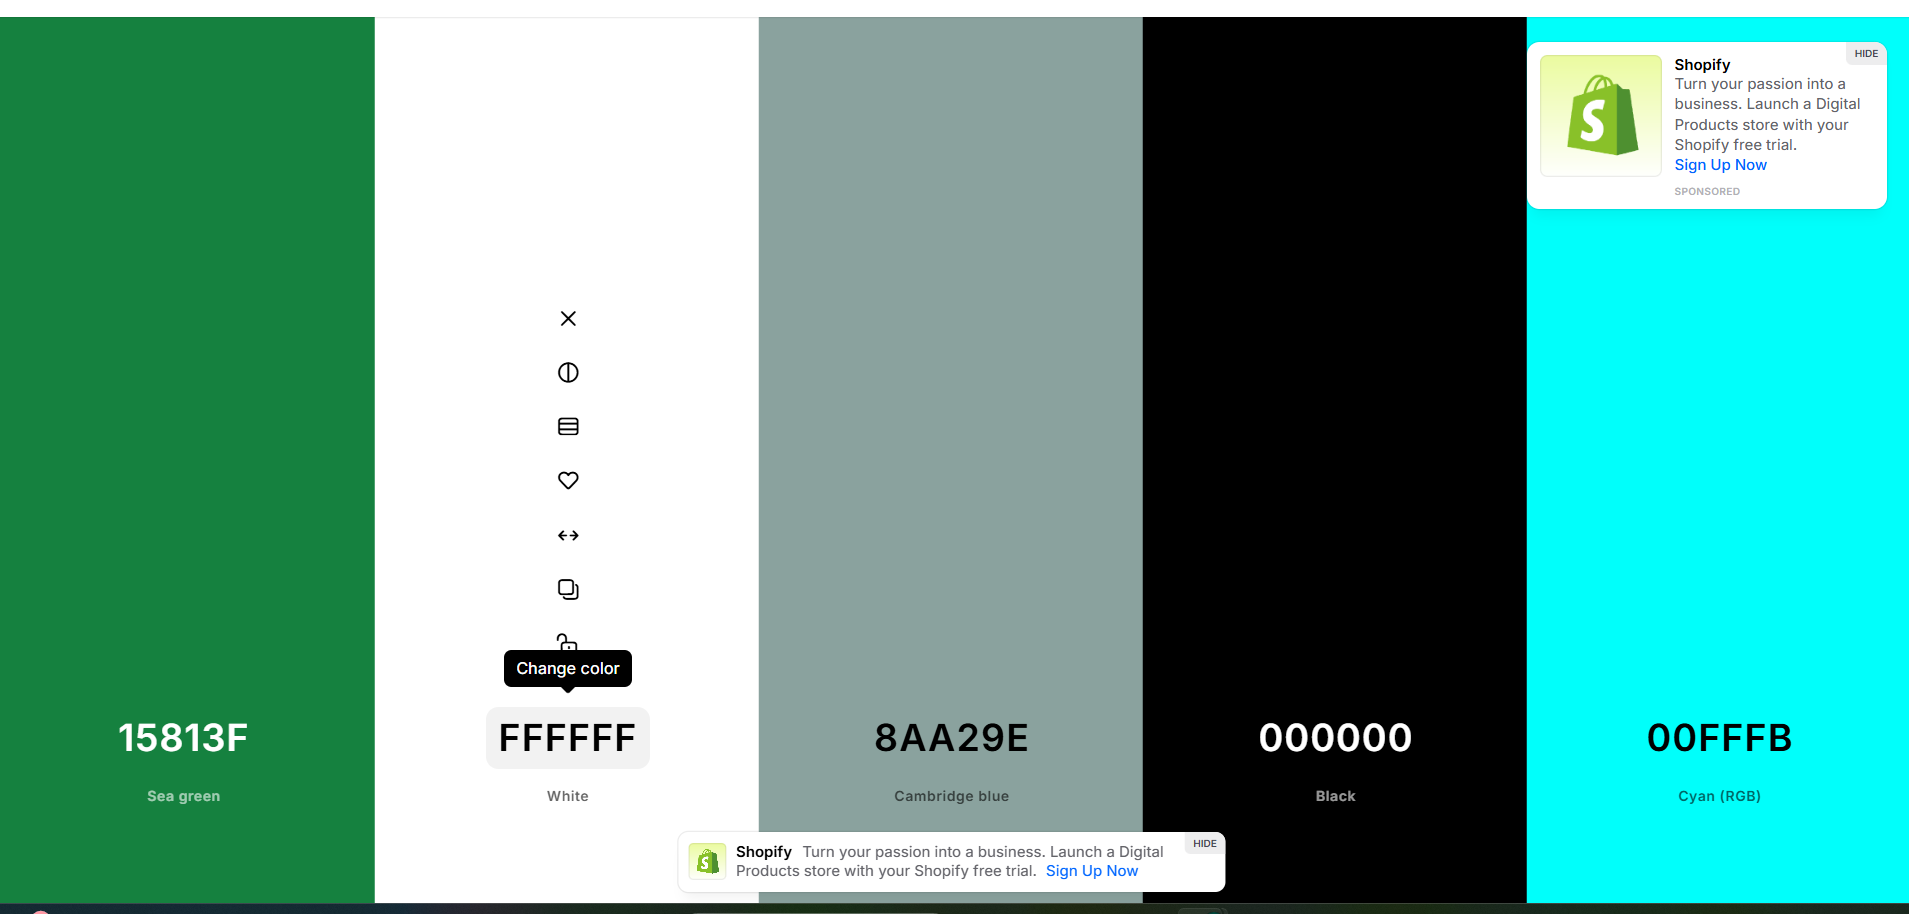 HIDE
Shopify
Turn your passion into a
business. Launch a Digital
Products store with your
Shopify free trial.
Sign Up Now
SPONSORED
Change color
15813F
FFFFFF
8AA29E
000000
00FFFB
Sea green
White
Cambridge blue
Black
Cyan (RGB)
HIDE
Shopify Turn your passion into a business. Launch a Digital
Products store with your Shopify free trial. Sign Up Now